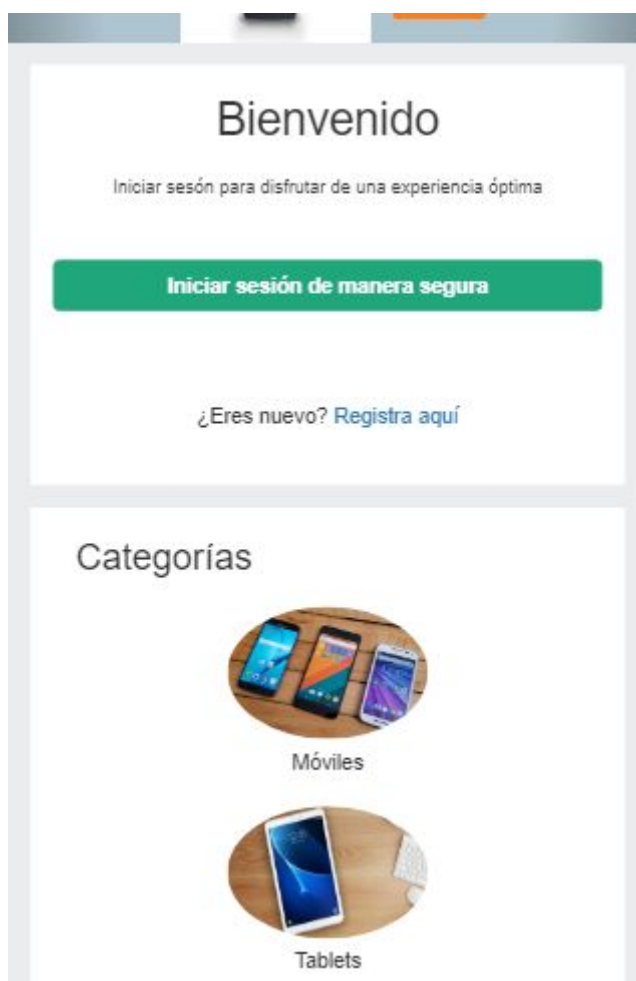 Bienvenido
Iniciar sesón para disfrutar de una experiencia óptima
Iniciar sesión de manera segura
¿Eres nuevo? Registra aquí
Categorías
Móviles
Tablets